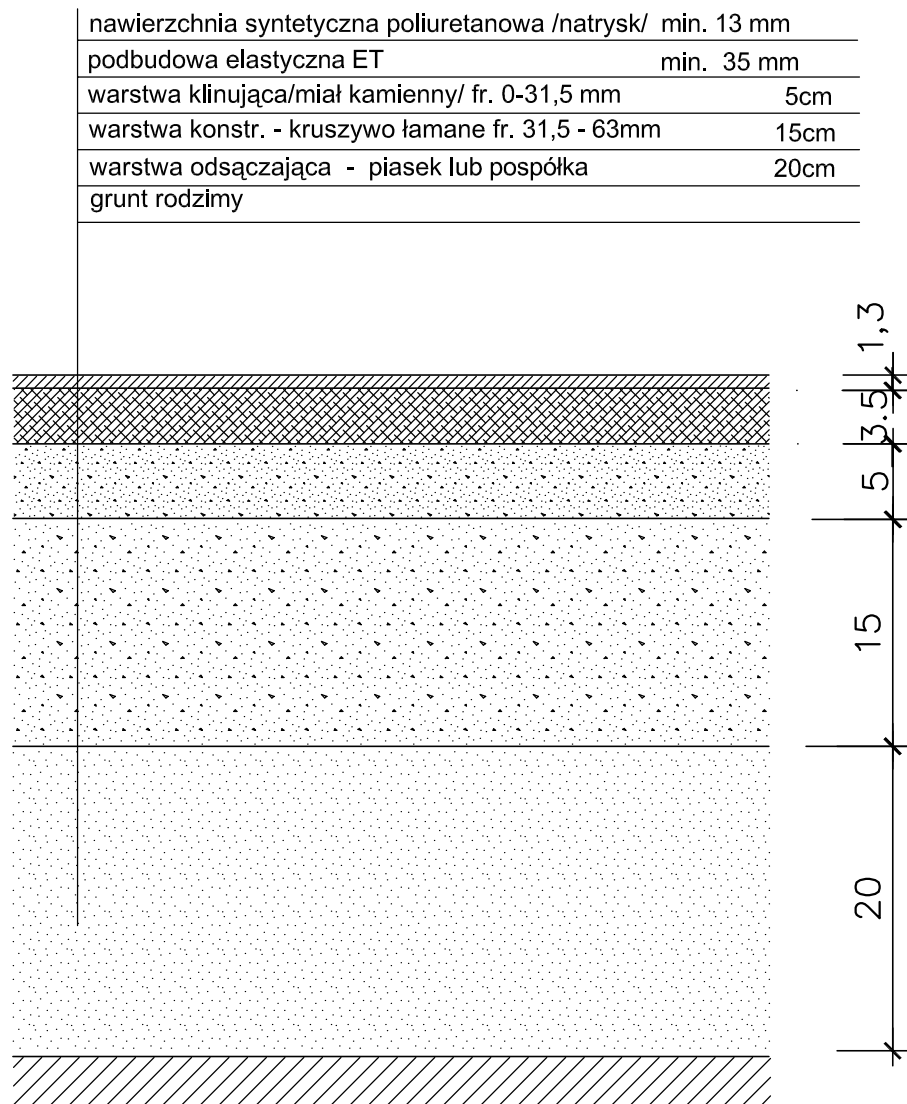 nawierzchnia syntetyczna poliuretanowa /natrysk/ min. 13 mm
podbudowa elastyczna ET min. 35 mm
warstwa klinująca/miał kamienny/ fr. 0-31,5 mm 5cm
warstwa konstr. - kruszywo łamane fr. 31,5 - 63mm 15cm
warstwa odsączająca - piasek lub pospółka 20cm
grunt rodzimy
1,3
3.5
5
15
20